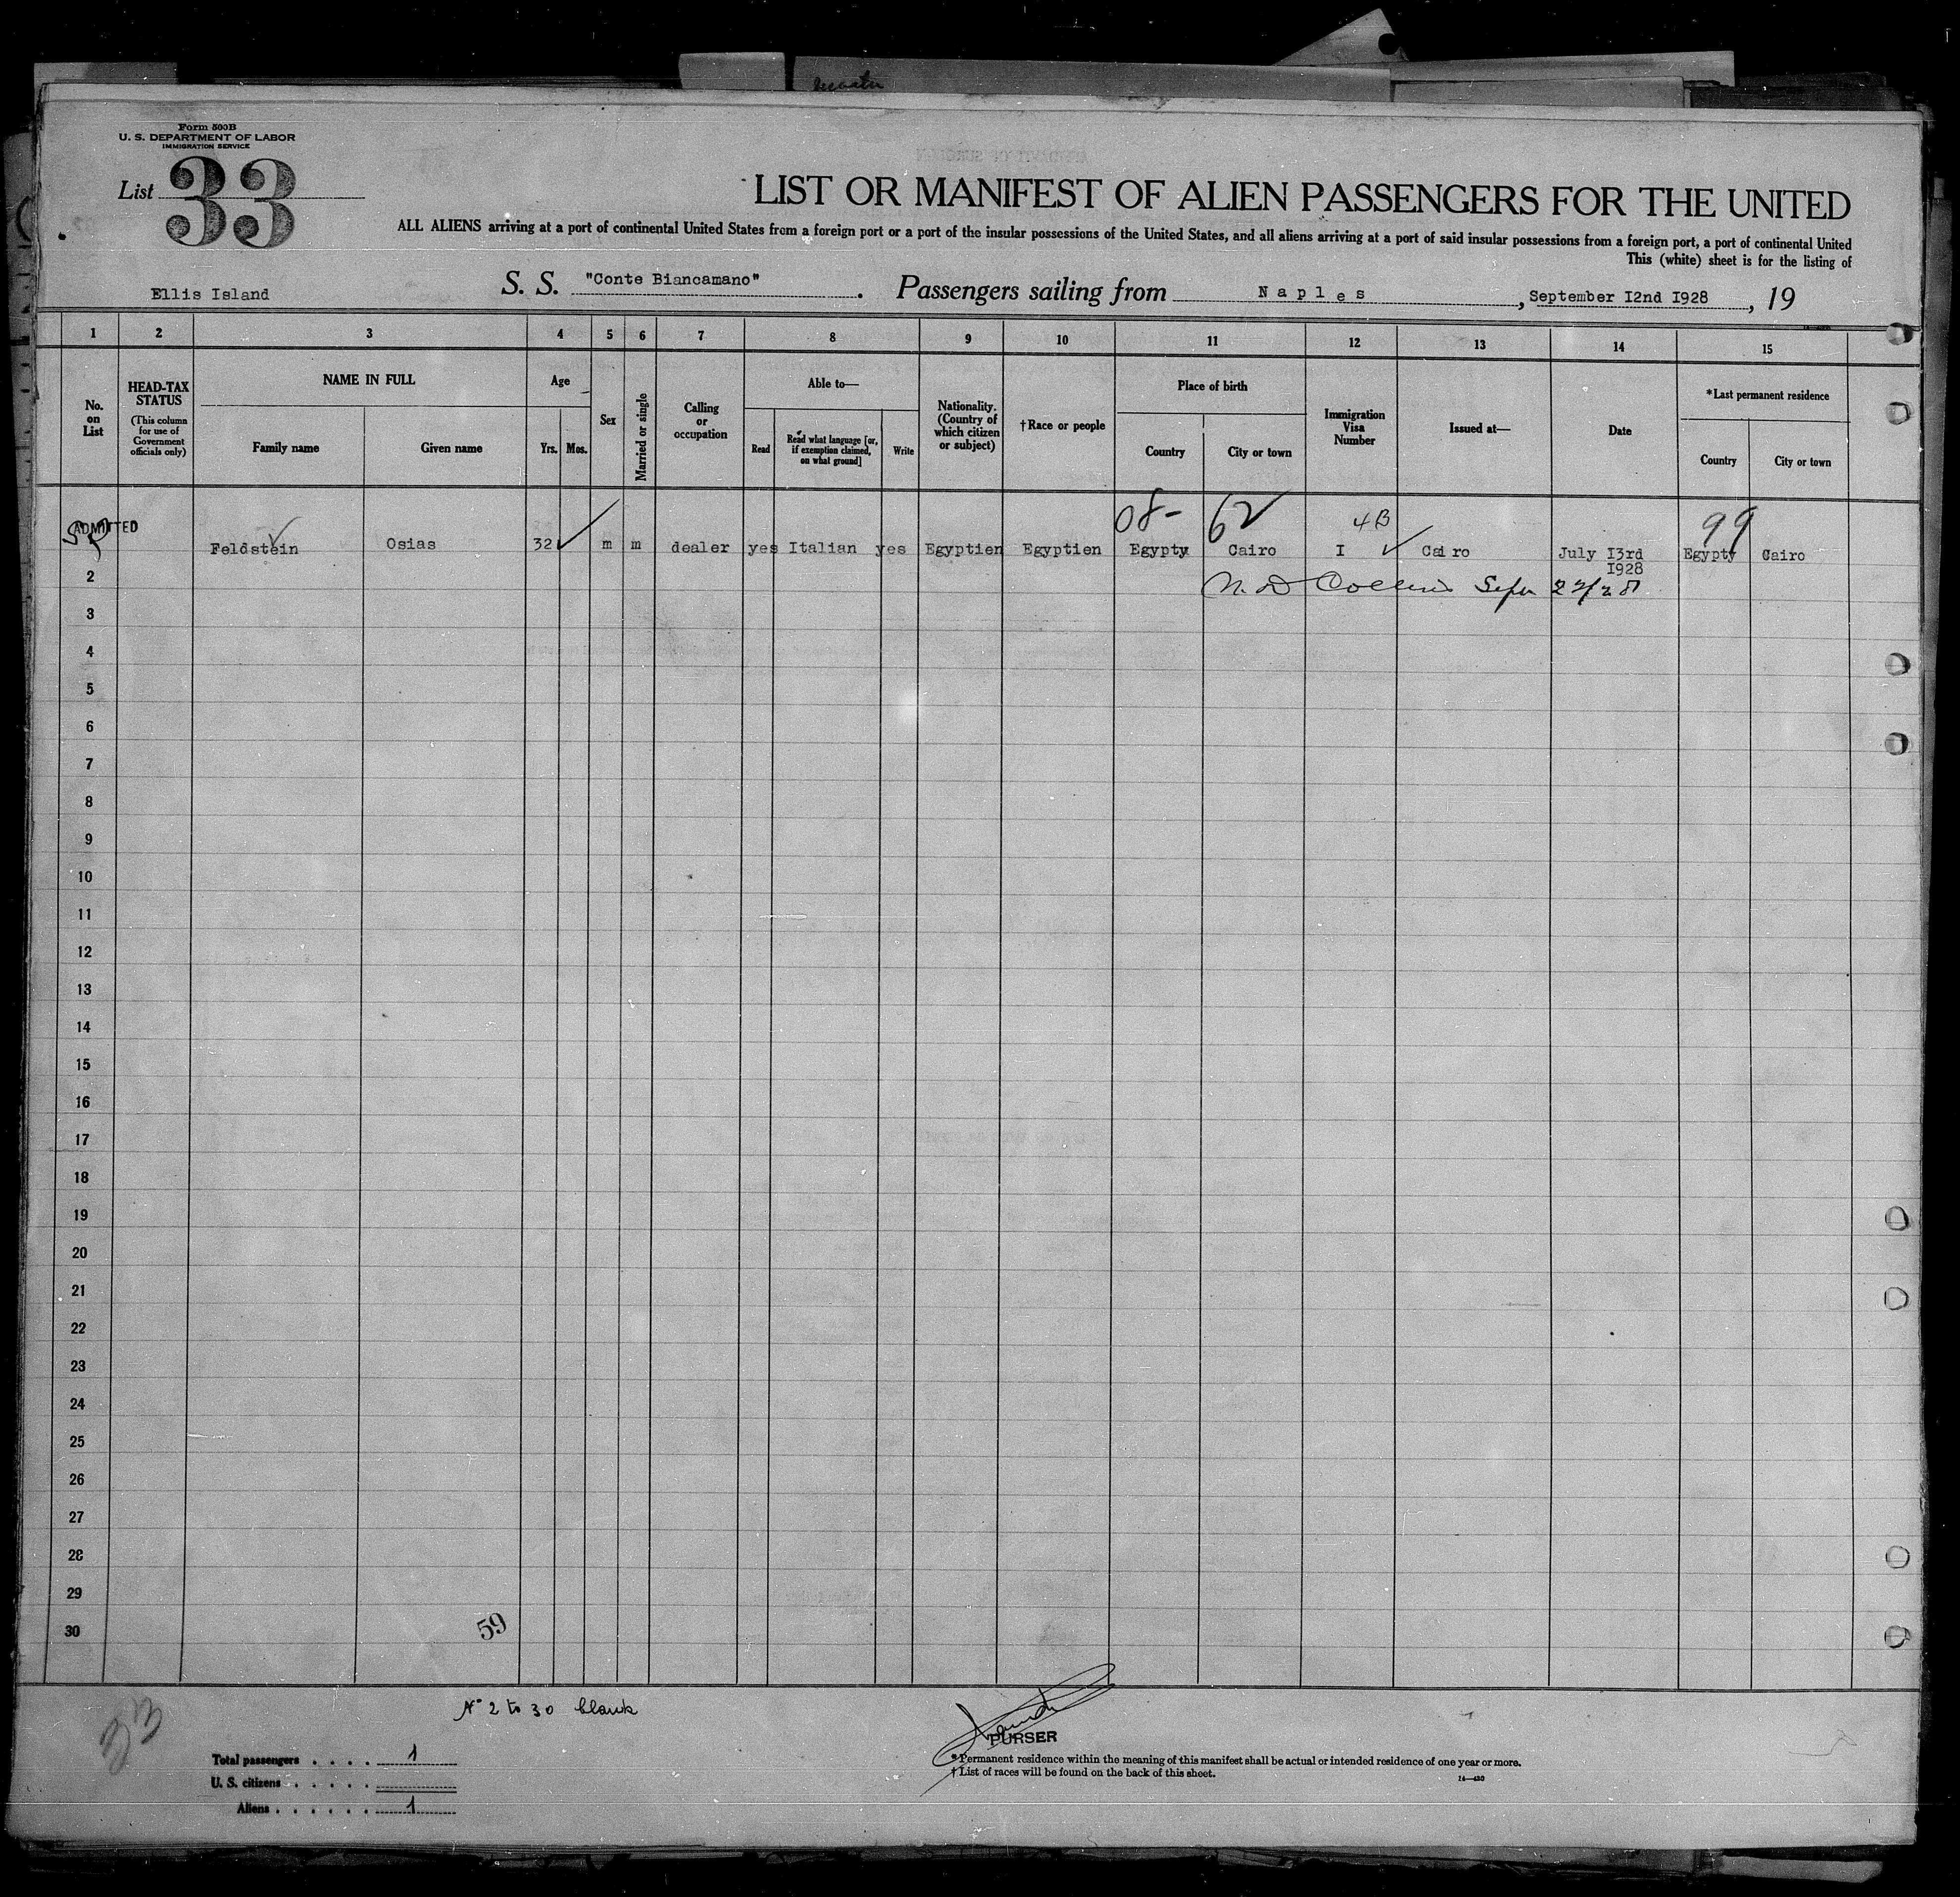 Form 500B
U. S. DEPARTMENT OF LABOR
IMMIGRATION SERVICE
List 33
LIST OR MANIFEST OF ALIEN PASSENGERS FOR THE UNITED
ALL ALIENS arriving at a port of continental United States from a foreign port or a port of the insular possessions of the United States, and all aliens arriving at a port of said insular possessions from a foreign port, a port of continental United
This (white) sheet is for the listing of
Ellis Island S. S. "Conte Biancamano". Passengers sailing from Naples, September I2nd I928, 19
1 2 3 4 5 6 7 8 9 10 11 12 13 14 15
No. on List
HEAD-TAX STATUS
(This column for use of Government officials only)
NAME IN FULL
Family name Given name
Age
Yrs. Mos.
Sex
Married or single
Calling or occupation
Able to—
Read
Read what language [or, if exemption claimed, on what ground]
Write
Nationality. (Country of which citizen or subject)
†Race or people
Place of birth
Country City or town
Immigration Visa Number
Issued at—
Date
*Last permanent residence
Country City or town
08- 62 4B 99
ADMITTED
Feldstein Osias 32 m m dealer yes Italian yes Egyptien Egyptien Egypty Cairo I Cairo July I3rd Egypty Cairo
I928
2
3
4
5
6
7
8
9
10
11
12
13
14
15
16
17
18
19
20
21
22
23
24
25
26
27
28
29
30
59
No 2 to 30 blank
33
PURSER
Total passengers . . . . 1
U. S. citizens . . . . .
Aliens . . . . . . 1
*Permanent residence within the meaning of this manifest shall be actual or intended residence of one year or more.
†List of races will be found on the back of this sheet.
14—430